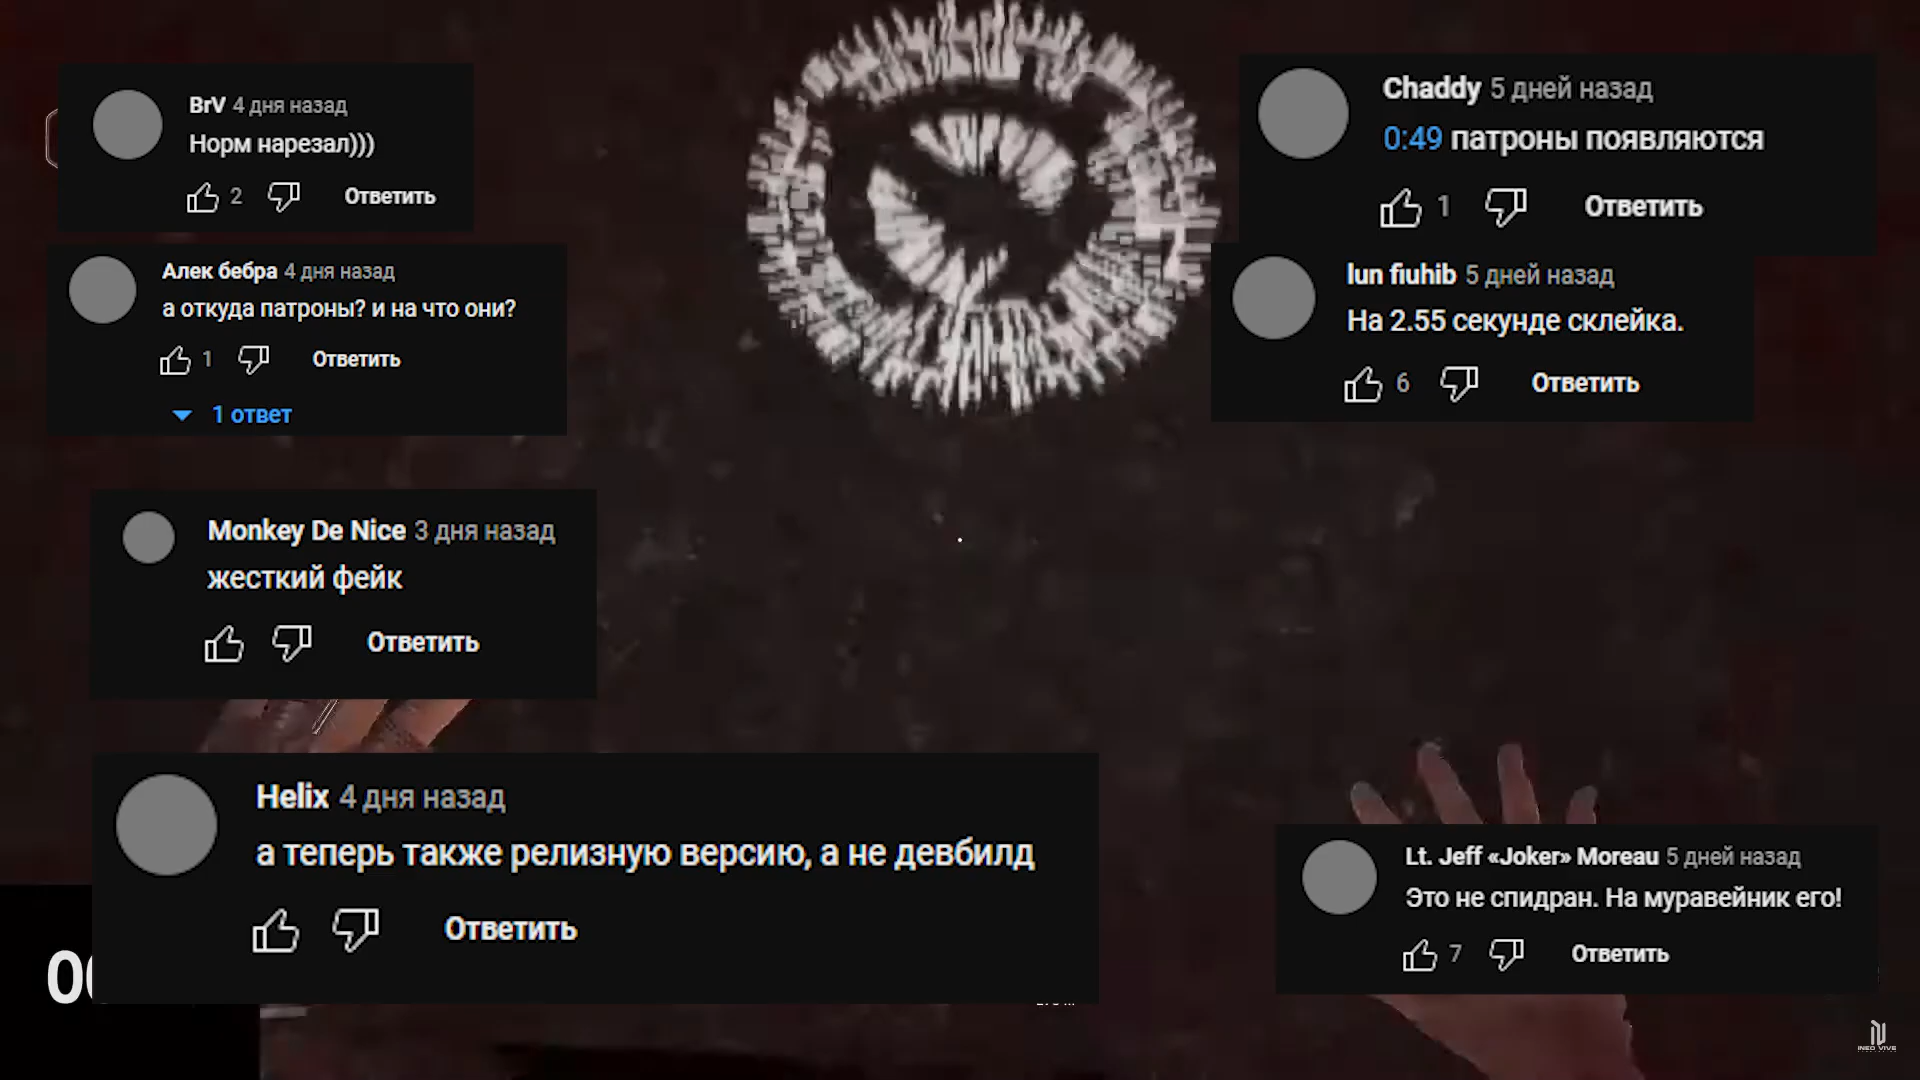 BrV 4 дня назад
Норм нарезал)))
2 Ответить
Алек бебра 4 дня назад
а откуда патроны? и на что они?
1 Ответить
1 ответ
Monkey De Nice 3 дня назад
жесткий фейк
Ответить
Helix 4 дня назад
а теперь также релизную версию, а не девбилд
Ответить
Chaddy 5 дней назад
0:49 патроны появляются
1 Ответить
lun fiuhib 5 дней назад
На 2.55 секунде склейка.
6 Ответить
Lt. Jeff «Joker» Moreau 5 дней назад
Это не спидран. На муравейник его!
7 Ответить